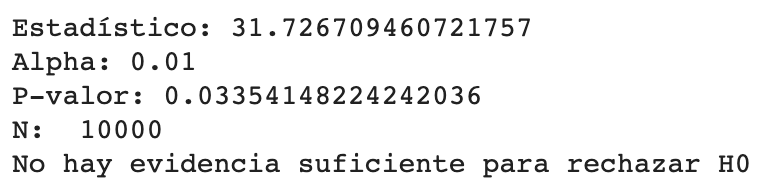 Estadístico: 31.726709460721757
Alpha: 0.01
P-valor: 0.03354148224242036
N:  10000
No hay evidencia suficiente para rechazar H0